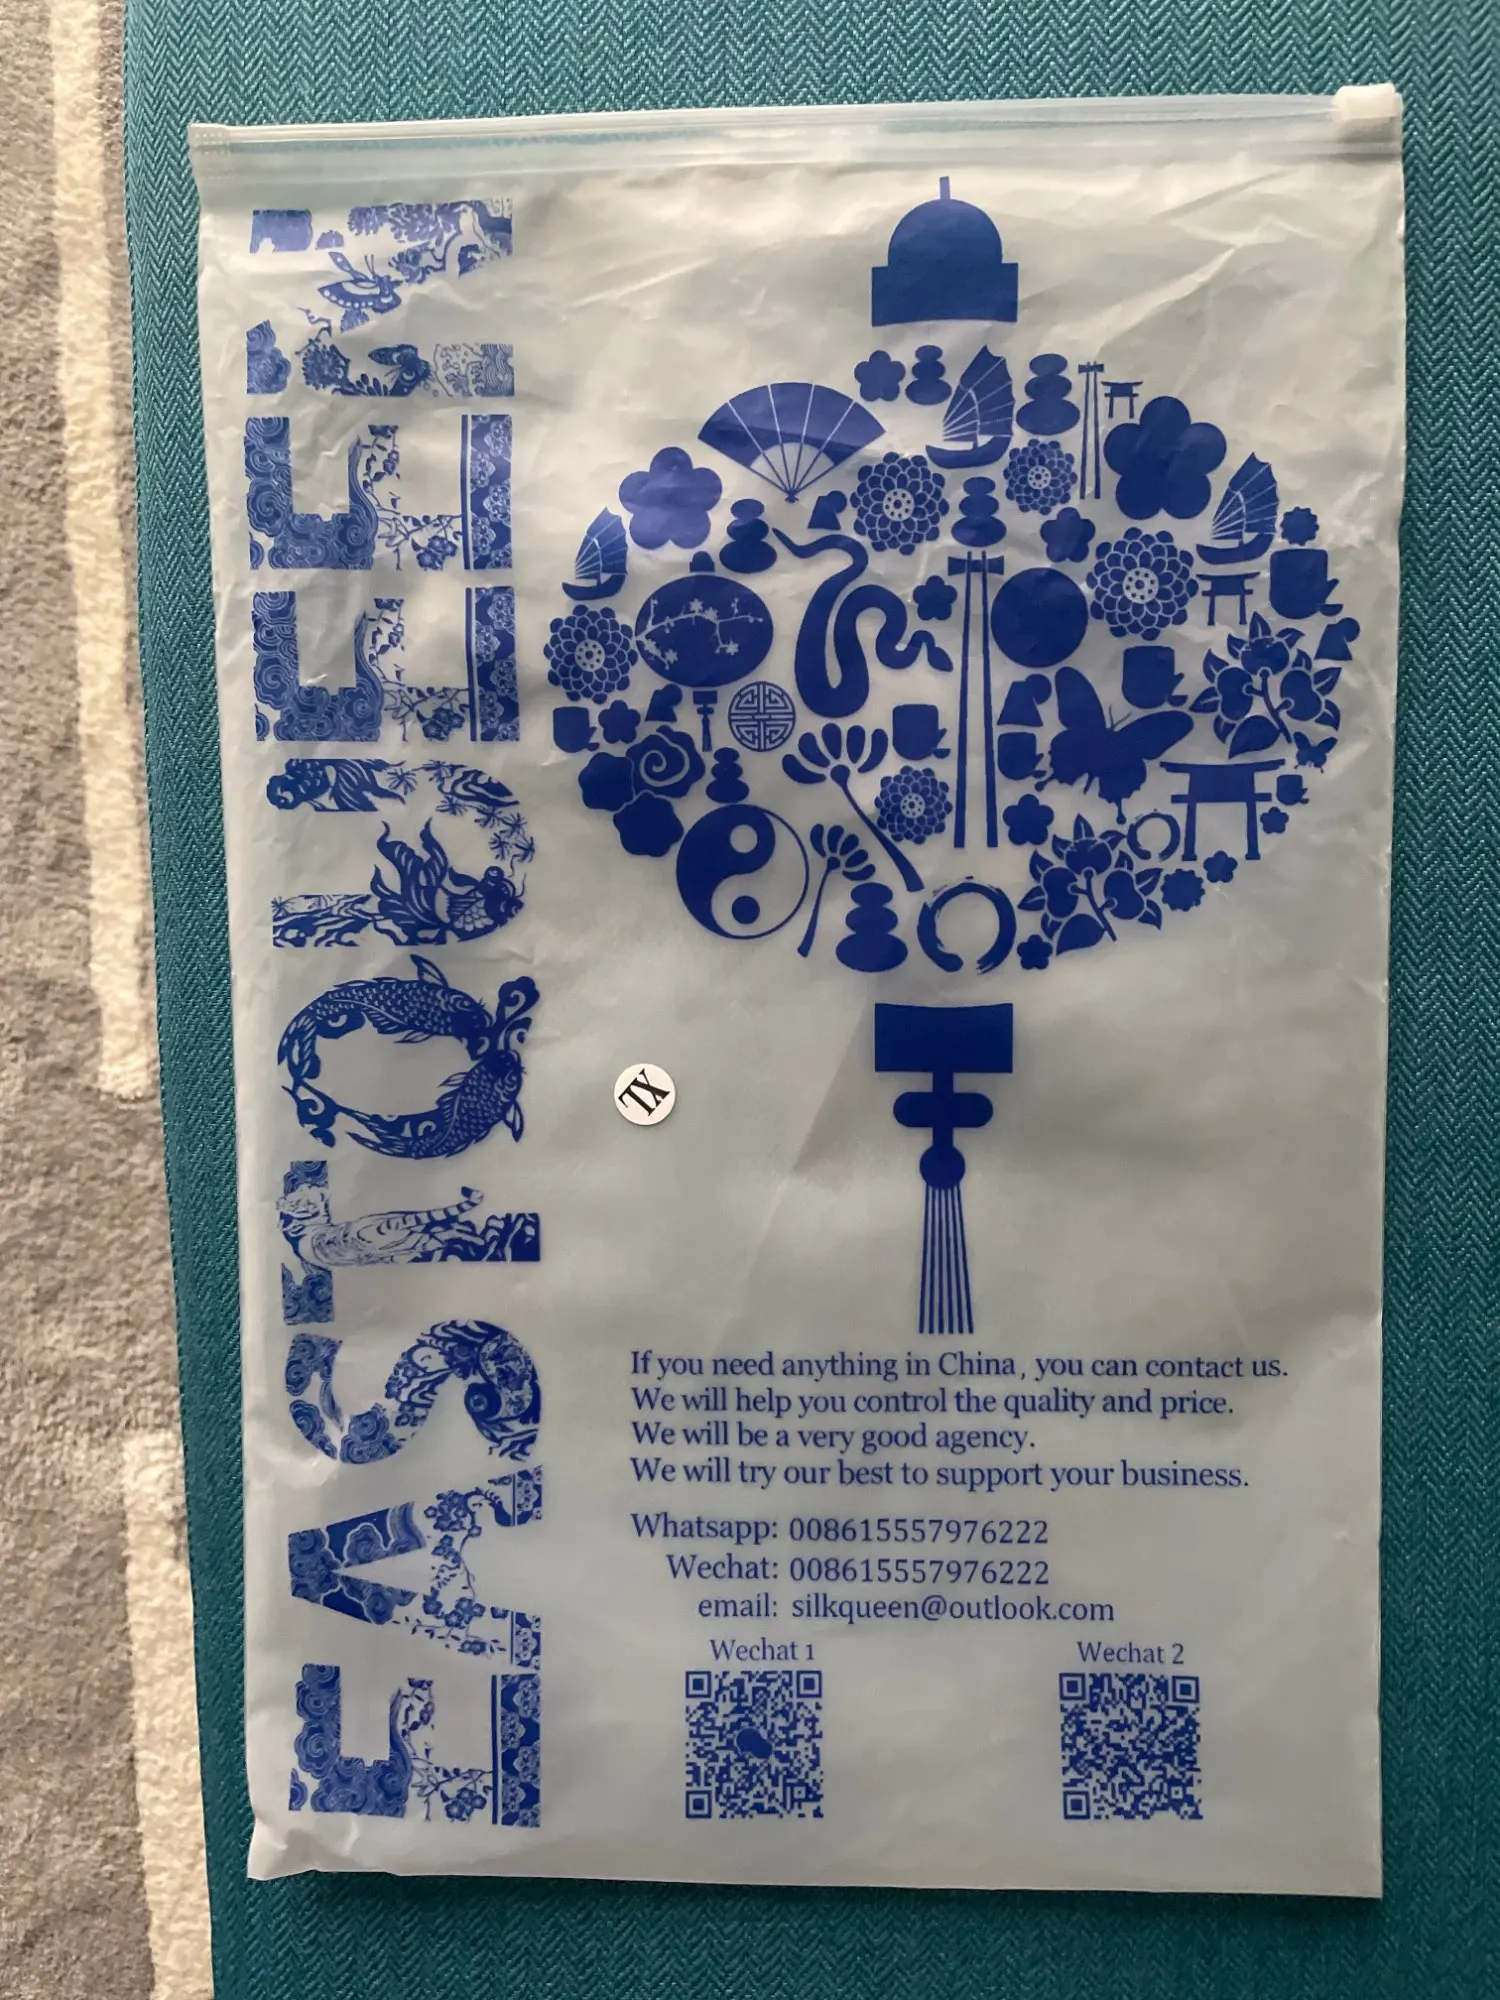 EASTQUEEN
XL
If you need anything in China, you can contact us.
We will help you control the quality and price.
We will be a very good agency.
We will try our best to support your business.
Whatsapp: 008615557976222
Wechat: 008615557976222
email: silkqueen@outlook.com
Wechat 1
Wechat 2